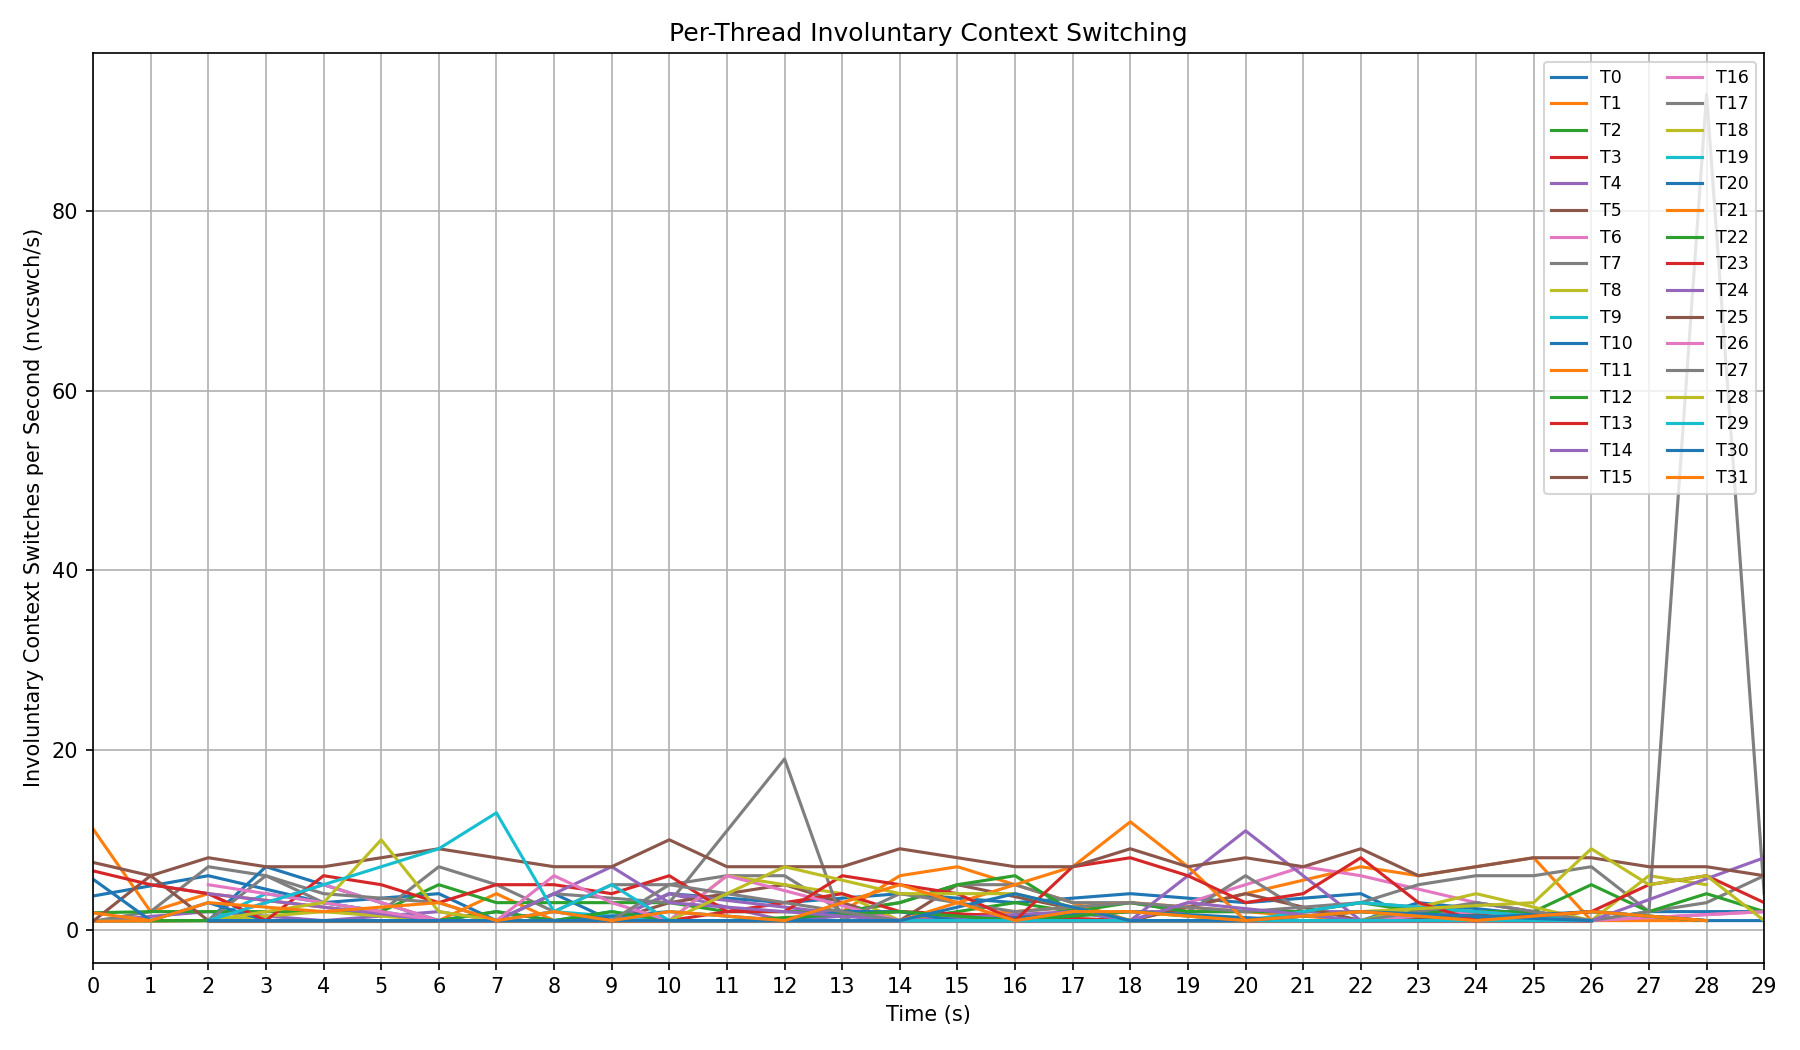 Per-Thread Involuntary Context Switching
Involuntary Context Switches per Second (nvcswch/s)
80
60
40
20
0
T0 T16
T1 T17
T2 T18
T3 T19
T4 T20
T5 T21
T6 T22
T7 T23
T8 T24
T9 T25
T10 T26
T11 T27
T12 T28
T13 T29
T14 T30
T15 T31
0 1 2 3 4 5 6 7 8 9 10 11 12 13 14 15 16 17 18 19 20 21 22 23 24 25 26 27 28 29
Time (s)